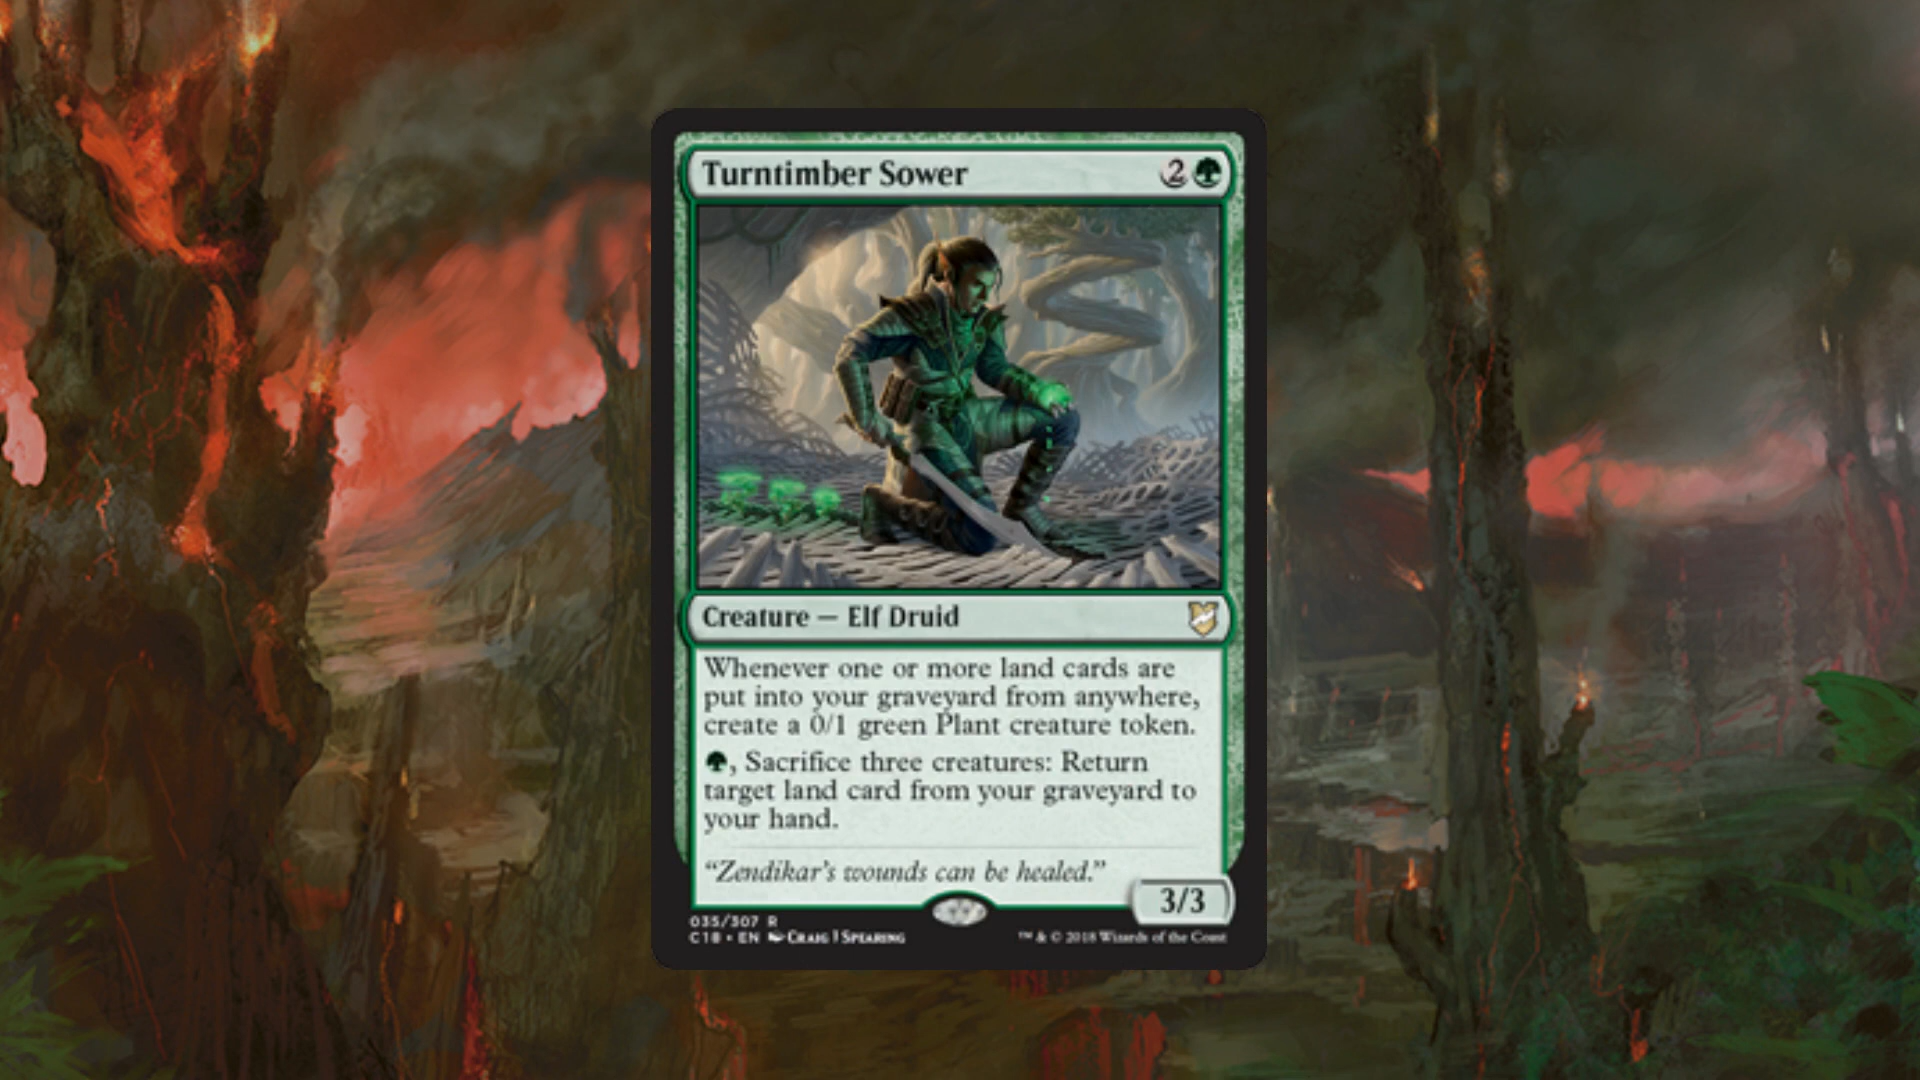 Turntimber Sower
2
Creature — Elf Druid
Whenever one or more land cards are
put into your graveyard from anywhere,
create a 0/1 green Plant creature token.
, Sacrifice three creatures: Return
target land card from your graveyard to
your hand.
“Zendikar’s wounds can be healed.”
3/3
035/307 R
C18 • EN Craig J Spearing
™ & © 2018 Wizards of the Coast